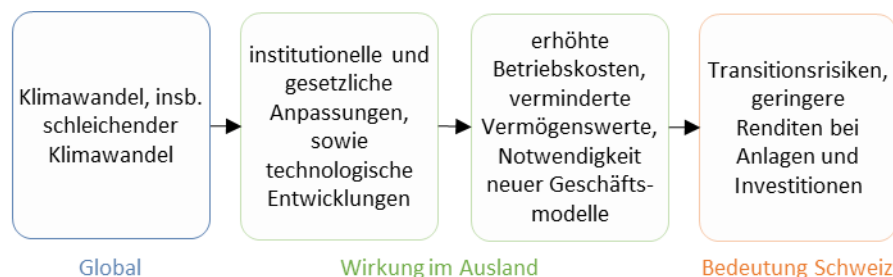 Klimawandel, insb.
schleichender
Klimawandel
institutionelle und
gesetzliche
Anpassungen,
sowie
technologische
Entwicklungen
erhöhte
Betriebskosten,
verminderte
Vermögenswerte,
Notwendigkeit
neuer Geschäfts-
modelle
Transitionsrisiken,
geringere
Renditen bei
Anlagen und
Investitionen
Global
Wirkung im Ausland
Bedeutung Schweiz